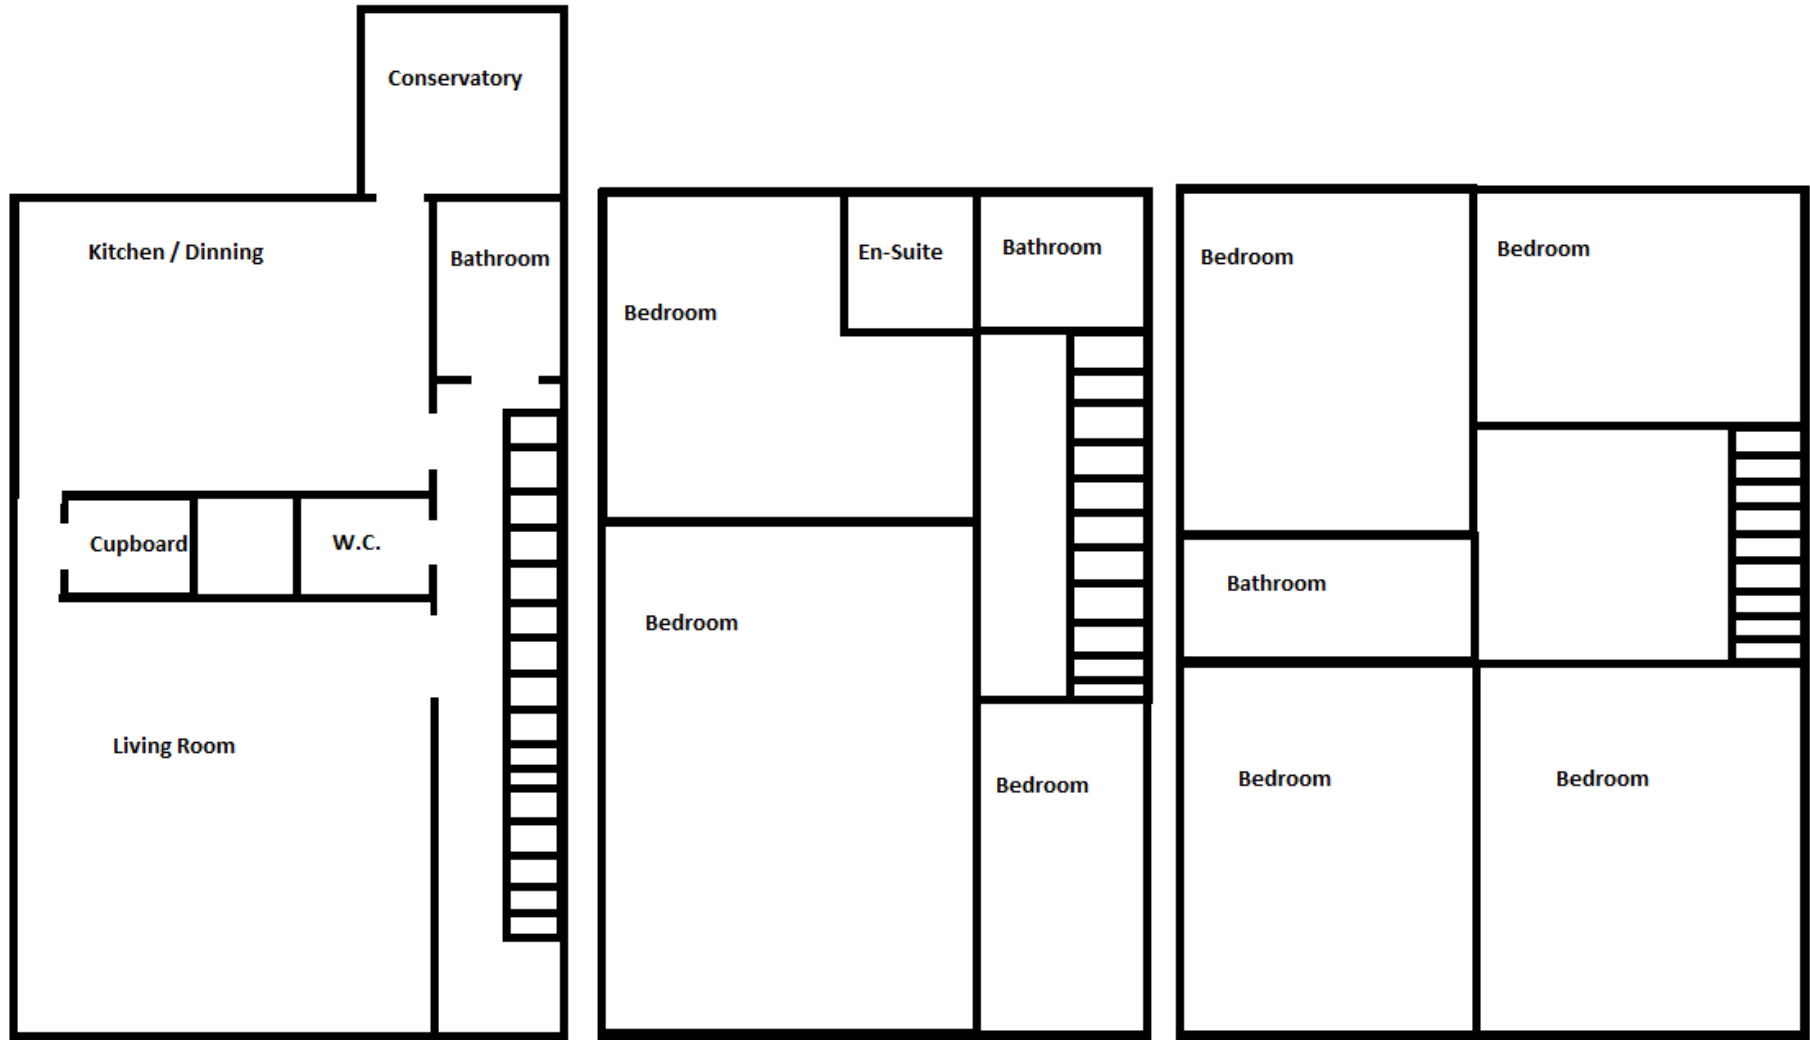 Conservatory
Kitchen / Dinning
Bathroom
Cupboard
W.C.
Living Room
En-Suite
Bathroom
Bedroom
Bedroom
Bedroom
Bedroom
Bedroom
Bathroom
Bedroom
Bedroom